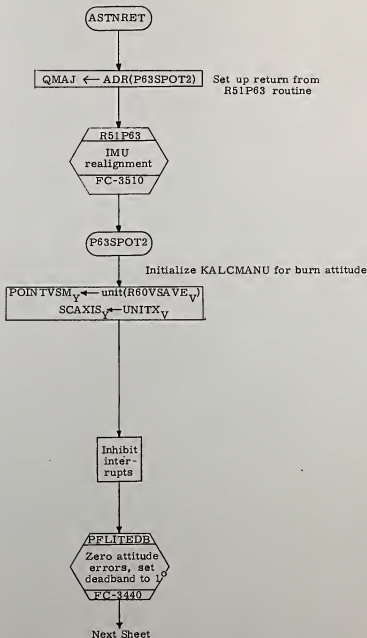 ASTNRET
QMAJ ← ADR(P63SPOT2)
Set up return from
R51P63 routine
R51P63
IMU
realignment
FC-3510
P63SPOT2
Initialize KALCMANU for burn attitude
POINTVSM_V ← unit(R60VSAVE_V)
SCAXIS_V ← UNITX_V
Inhibit
inter-
rupts
PFLITEDB
Zero attitude
errors, set
deadband to 1°
FC-3440
Next Sheet